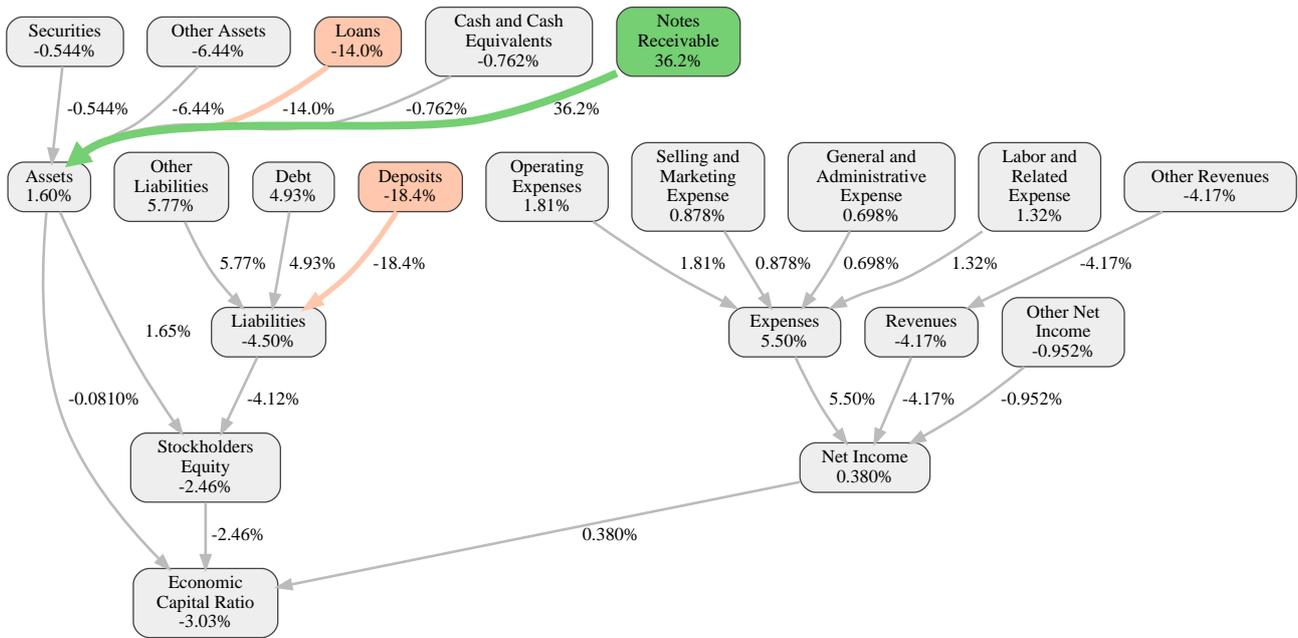 Securities
-0.544%
Other Assets
-6.44%
Loans
-14.0%
Cash and Cash
Equivalents
-0.762%
Notes
Receivable
36.2%
-0.544%
-6.44%
-14.0%
-0.762%
36.2%
Assets
1.60%
Other
Liabilities
5.77%
Debt
4.93%
Deposits
-18.4%
Operating
Expenses
1.81%
Selling and
Marketing
Expense
0.878%
General and
Administrative
Expense
0.698%
Labor and
Related
Expense
1.32%
Other Revenues
-4.17%
5.77%
4.93%
-18.4%
1.81%
0.878%
0.698%
1.32%
-4.17%
1.65%
Liabilities
-4.50%
Expenses
5.50%
Revenues
-4.17%
Other Net
Income
-0.952%
-0.0810%
-4.12%
5.50%
-4.17%
-0.952%
Stockholders
Equity
-2.46%
Net Income
0.380%
-2.46%
0.380%
Economic
Capital Ratio
-3.03%